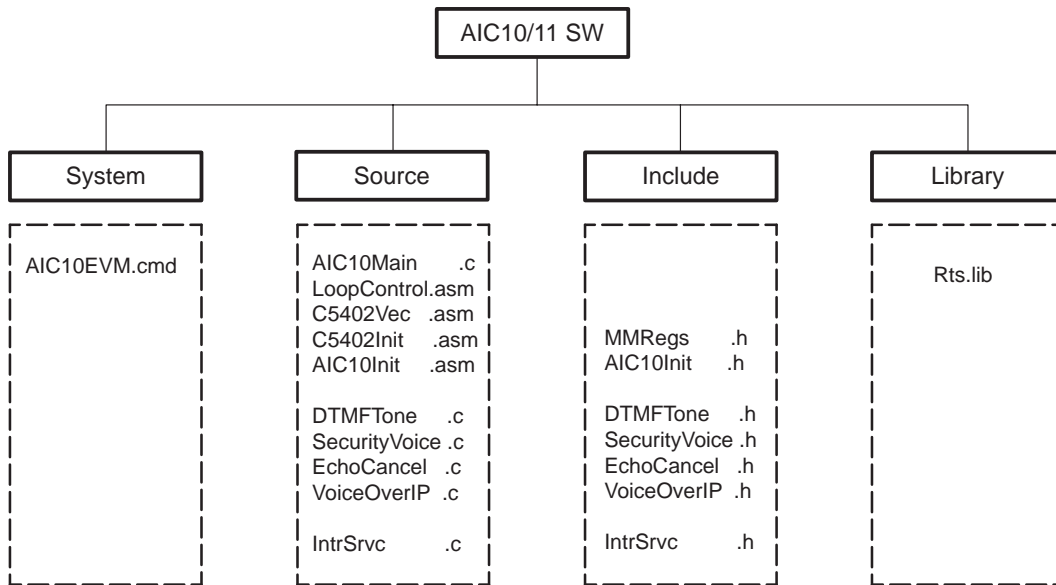 AIC10/11 SW
System
Source
Include
Library
AIC10EVM.cmd
AIC10Main .c
LoopControl.asm
C5402Vec .asm
C5402Init .asm
AIC10Init .asm
DTMFTone .c
SecurityVoice .c
EchoCancel .c
VoiceOverIP .c
IntrSrvc .c
MMRegs .h
AIC10Init .h
DTMFTone .h
SecurityVoice .h
EchoCancel .h
VoiceOverIP .h
IntrSrvc .h
Rts.lib